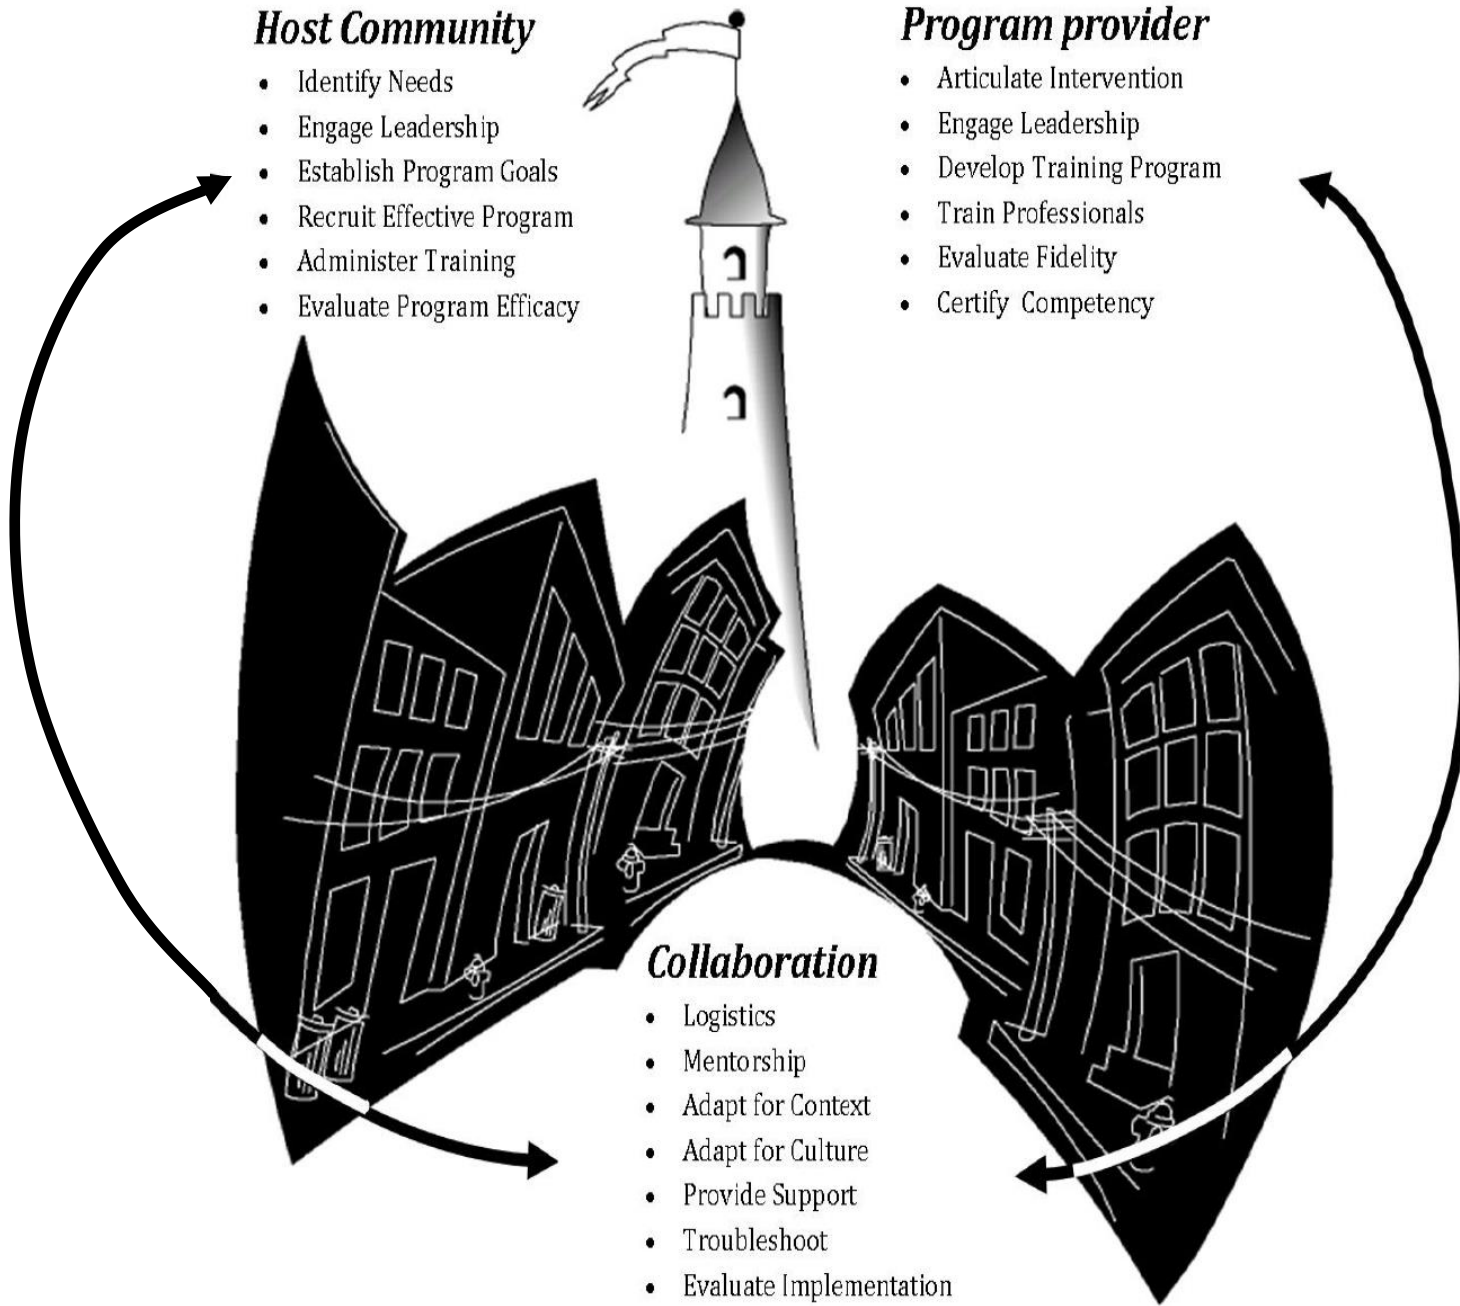 Host Community
• Identify Needs
• Engage Leadership
• Establish Program Goals
• Recruit Effective Program
• Administer Training
• Evaluate Program Efficacy
Program provider
• Articulate Intervention
• Engage Leadership
• Develop Training Program
• Train Professionals
• Evaluate Fidelity
• Certify Competency
Collaboration
• Logistics
• Mentorship
• Adapt for Context
• Adapt for Culture
• Provide Support
• Troubleshoot
• Evaluate Implementation